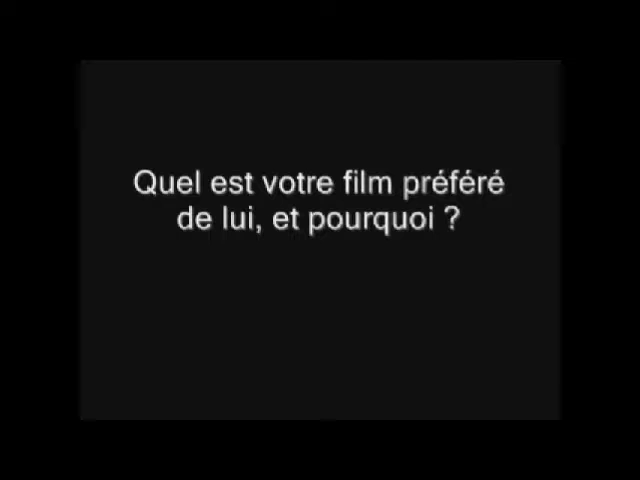 Quel est votre film préféré
de lui, et pourquoi ?